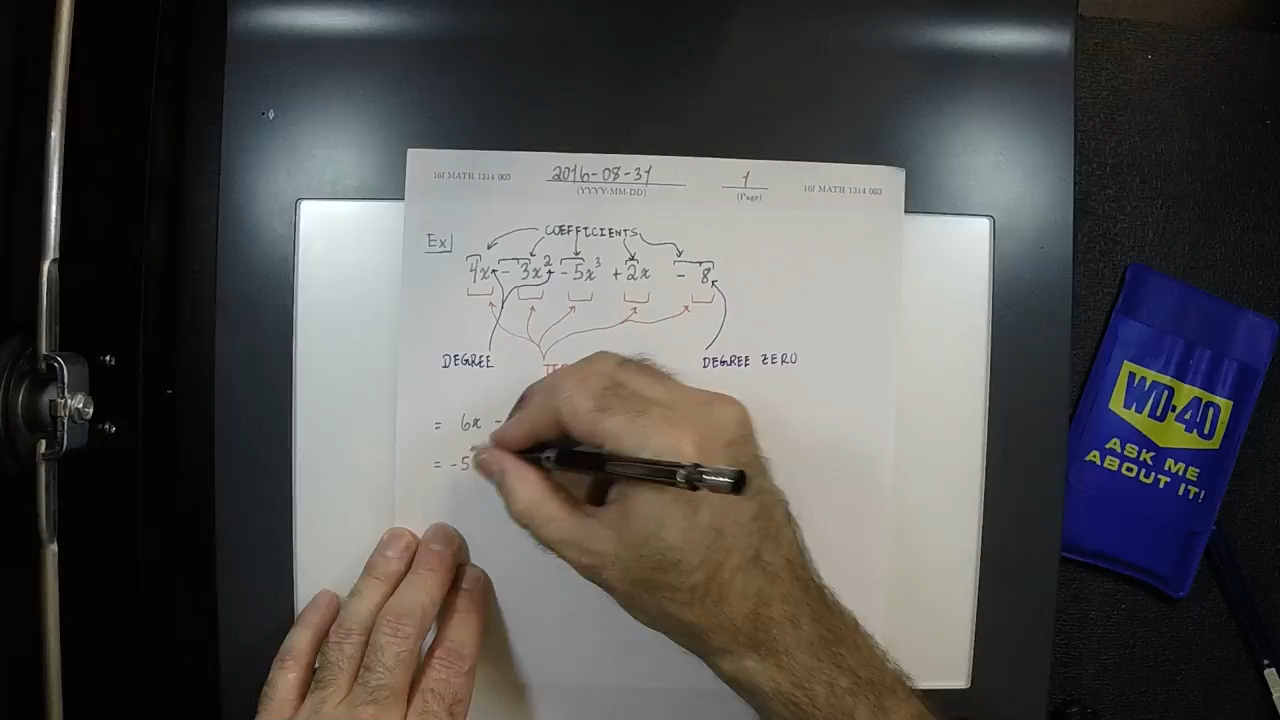 16f MATH 1314 003 2016-08-31 1 16f MATH 1314 003
(YYYY-MM-DD) (Page)
Ex] COEFFICIENTS
4x - 3x² - 5x³ + 2x - 8
DEGREE DEGREE ZERO
= 6x -
= -5
WD-40
ASK ME
ABOUT IT!